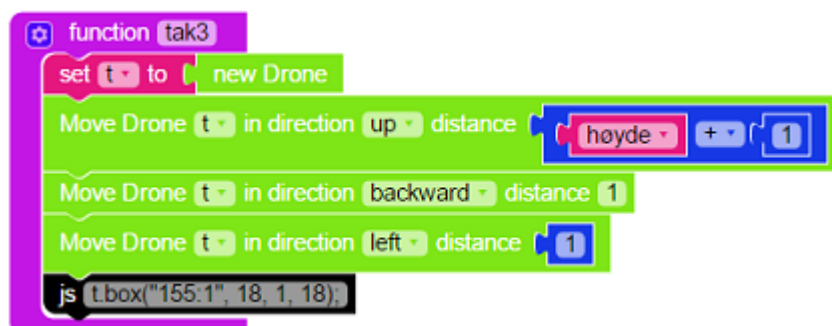 function tak3
set t to new Drone
Move Drone t in direction up distance høyde + 1
Move Drone t in direction backward distance 1
Move Drone t in direction left distance 1
js t.box("155:1", 18, 1, 18);